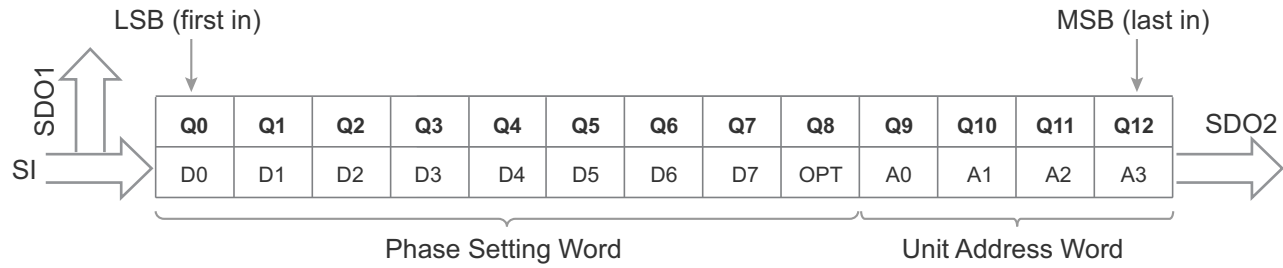 LSB (first in) MSB (last in)
SDO1
Q0 Q1 Q2 Q3 Q4 Q5 Q6 Q7 Q8 Q9 Q10 Q11 Q12 SDO2
SI D0 D1 D2 D3 D4 D5 D6 D7 OPT A0 A1 A2 A3
Phase Setting Word Unit Address Word